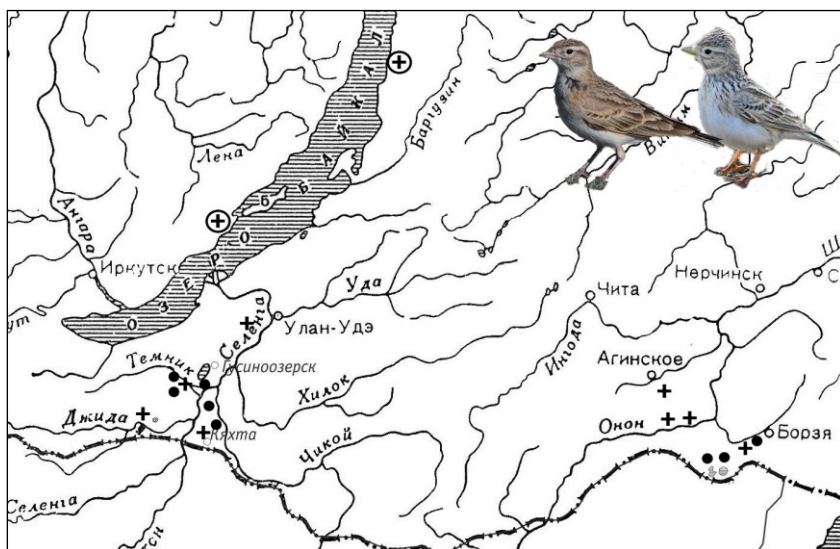 ОЗЕРО БАЙКАЛ
Баргузин
Витим
Лена
Ангара
Иркутск
Уда
Чита
Нерчинск
Селенга
Улан-Удэ
Ингода
Темник
Гусиноозерск
Агинское
Хилок
Джида
Кяхта
Онон
Борзя
Чикой
Селенга